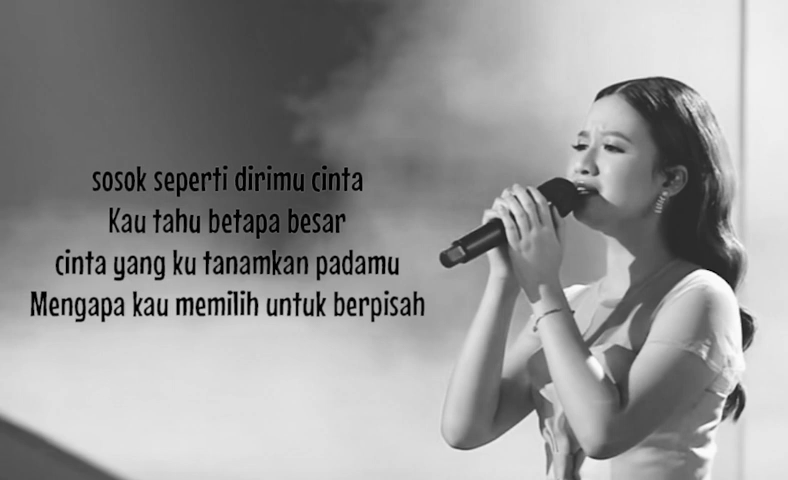 sosok seperti dirimu cinta
Kau tahu betapa besar
cinta yang ku tanamkan padamu
Mengapa kau memilih untuk berpisah